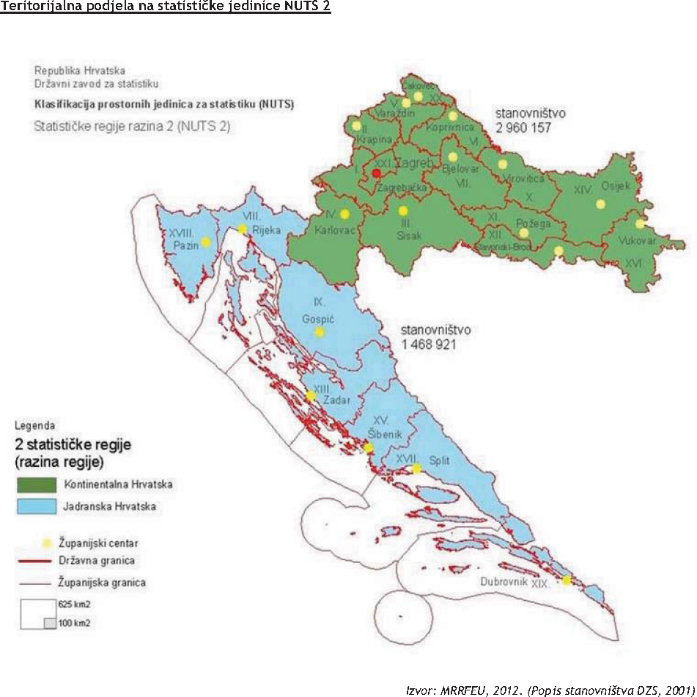 Teritorijalna podjela na statističke jedinice NUTS 2
Republika Hrvatska
Državni zavod za statistiku
Klasifikacija prostornih jedinica za statistiku (NUTS)
Statističke regije razina 2 (NUTS 2)
stanovništvo
2 960 157
Čakovec
XX.
V.
Varaždin
Koprivnica
II.
Krapina
VI.
I.
XXI.
Zagreb
Zagrebačka
Bjelovar
VII.
Virovitica
X.
XIV.
Osijek
IV.
Karlovac
III.
Sisak
XI.
Požega
XII.
Slavonski-Brod
Vukovar
XVI.
VIII.
Rijeka
XVIII.
Pazin
IX.
Gospić
stanovništvo
1 468 921
XIII.
Zadar
XV.
Šibenik
XVII.
Split
Dubrovnik XIX.
Legenda
2 statističke regije
(razina regije)
Kontinentalna Hrvatska
Jadranska Hrvatska
Županijski centar
Državna granica
Županijska granica
625 km2
100 km2
Izvor: MRRFEU, 2012. (Popis stanovništva DZS, 2001)